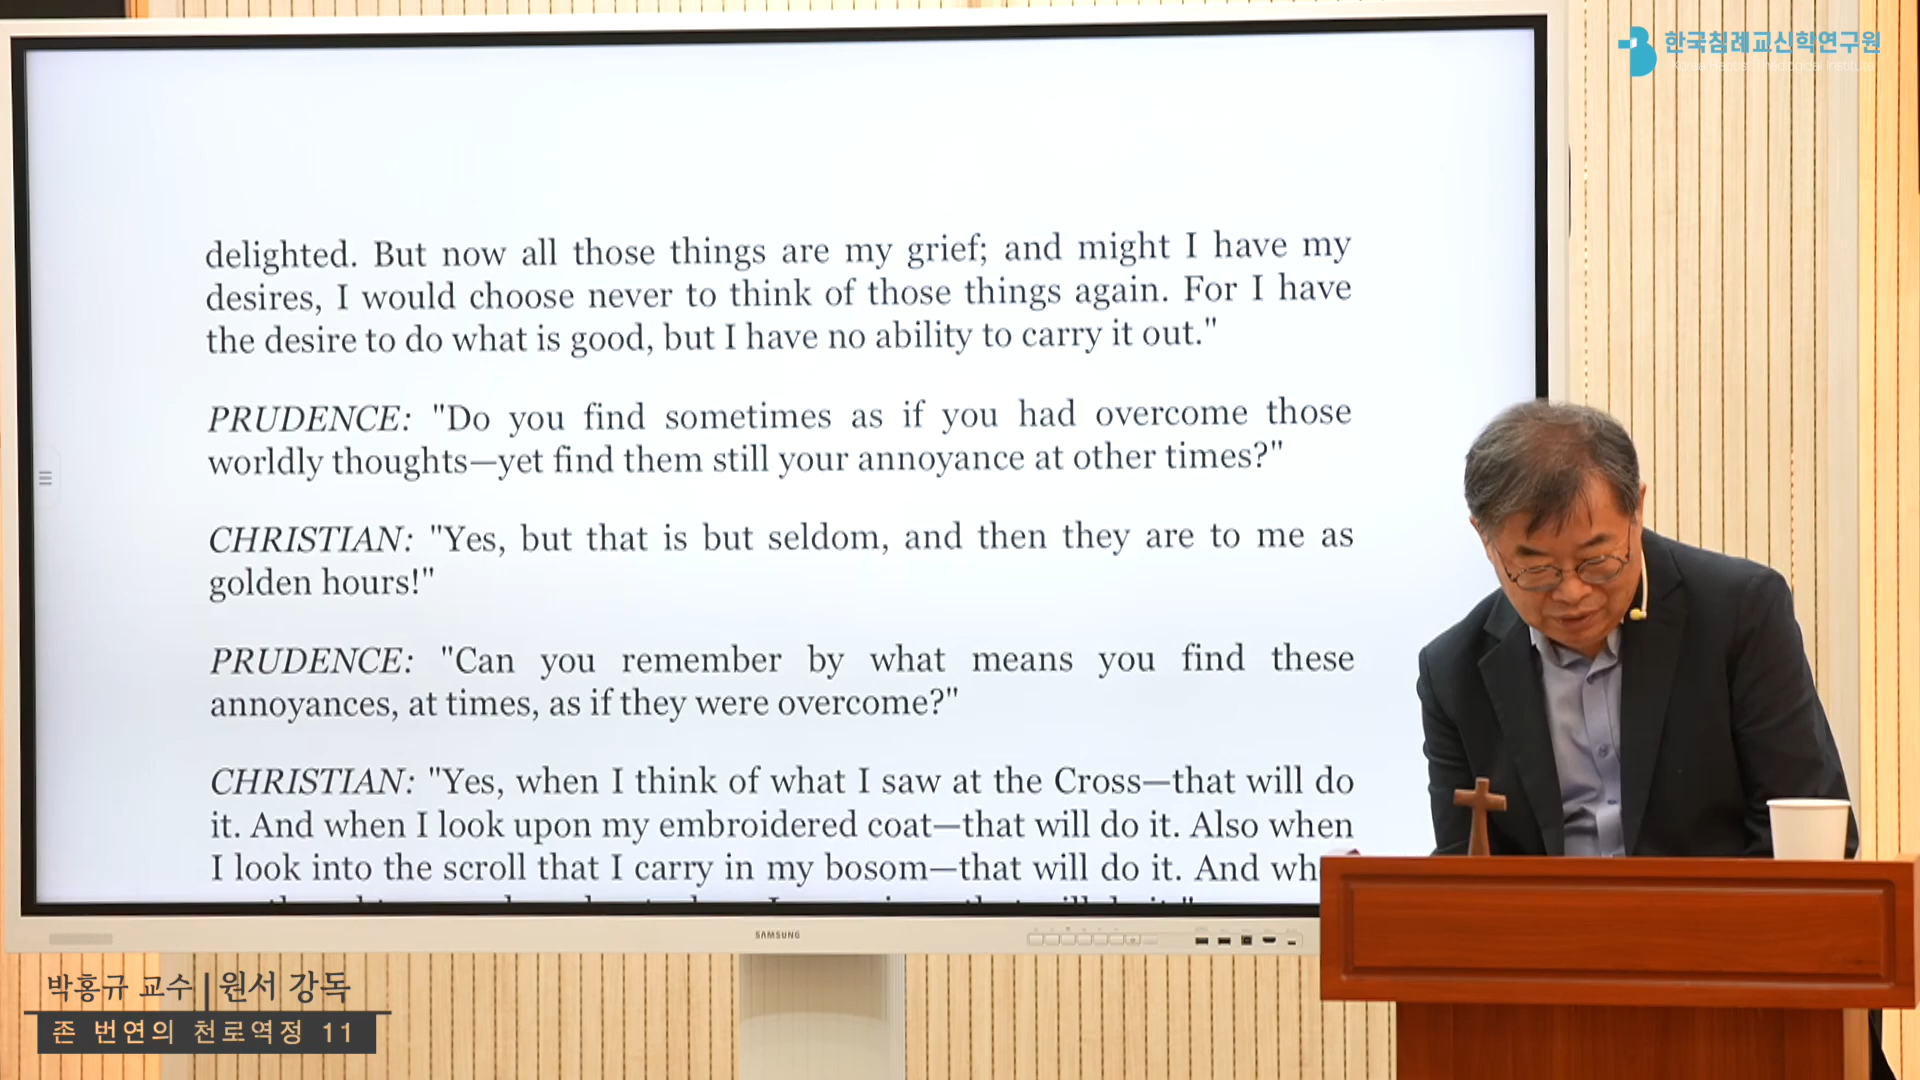 한국침례교신학연구원
delighted. But now all those things are my grief; and might I have my
desires, I would choose never to think of those things again. For I have
the desire to do what is good, but I have no ability to carry it out."
PRUDENCE: "Do you find sometimes as if you had overcome those
worldly thoughts—yet find them still your annoyance at other times?"
CHRISTIAN: "Yes, but that is but seldom, and then they are to me as
golden hours!"
PRUDENCE: "Can you remember by what means you find these
annoyances, at times, as if they were overcome?"
CHRISTIAN: "Yes, when I think of what I saw at the Cross—that will do
it. And when I look upon my embroidered coat—that will do it. Also when
I look into the scroll that I carry in my bosom—that will do it. And
SAMSUNG
박홍규 교수 | 원서 강독
존 번연의 천로역정 11